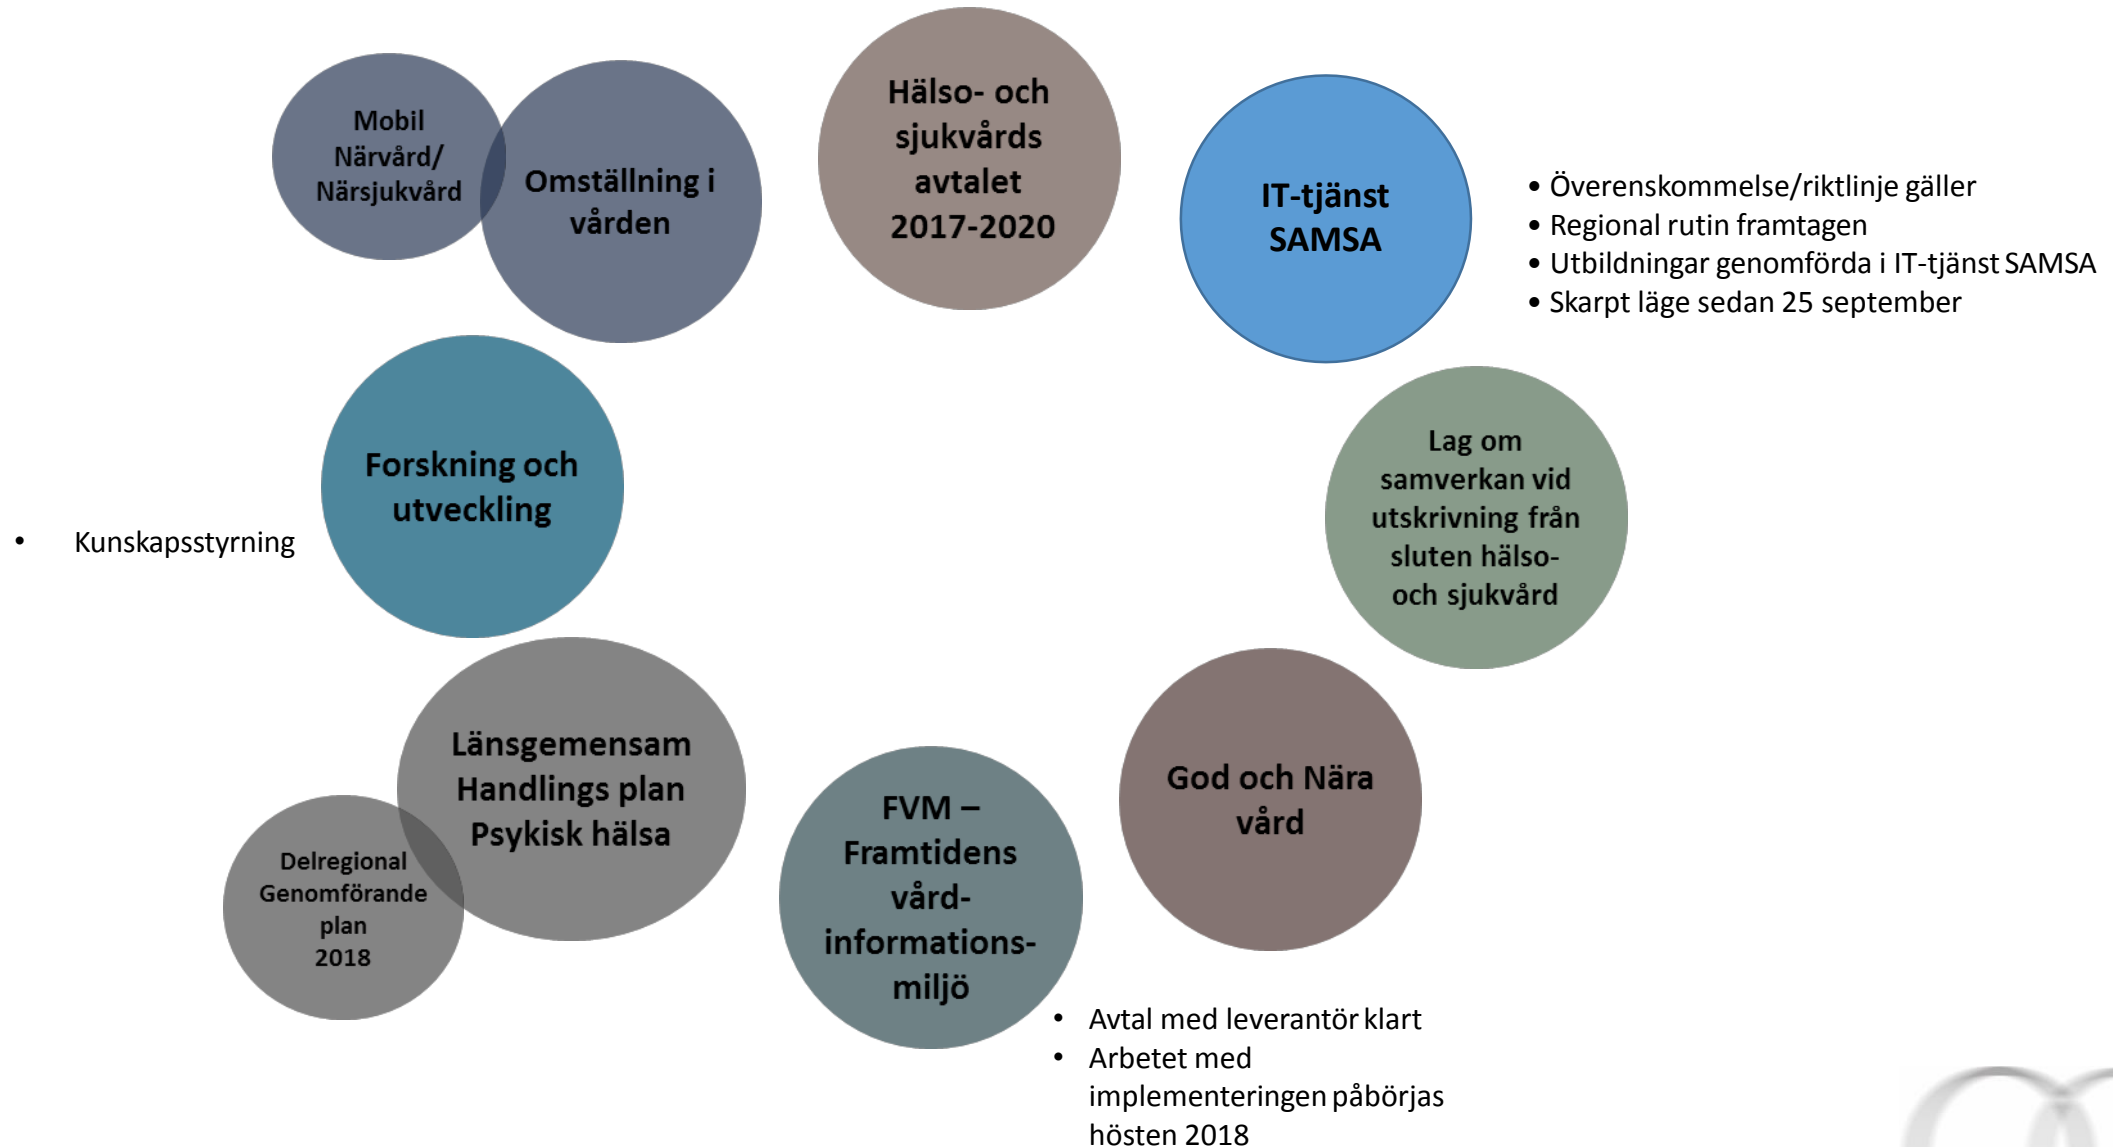 Mobil
Närvård/
Närsjukvård
Omställning i
vården
Hälso- och
sjukvårds
avtalet
2017-2020
IT-tjänst
SAMSA
• Överenskommelse/riktlinje gäller
• Regional rutin framtagen
• Utbildningar genomförda i IT-tjänst SAMSA
• Skarpt läge sedan 25 september
Lag om
samverkan vid
utskrivning från
sluten hälso-
och sjukvård
Forskning och
utveckling
• Kunskapsstyrning
Länsgemensam
Handlings plan
Psykisk hälsa
Delregional
Genomförande
plan
2018
FVM –
Framtidens
vård-
informations-
miljö
God och Nära
vård
• Avtal med leverantör klart
• Arbetet med
implementeringen påbörjas
hösten 2018